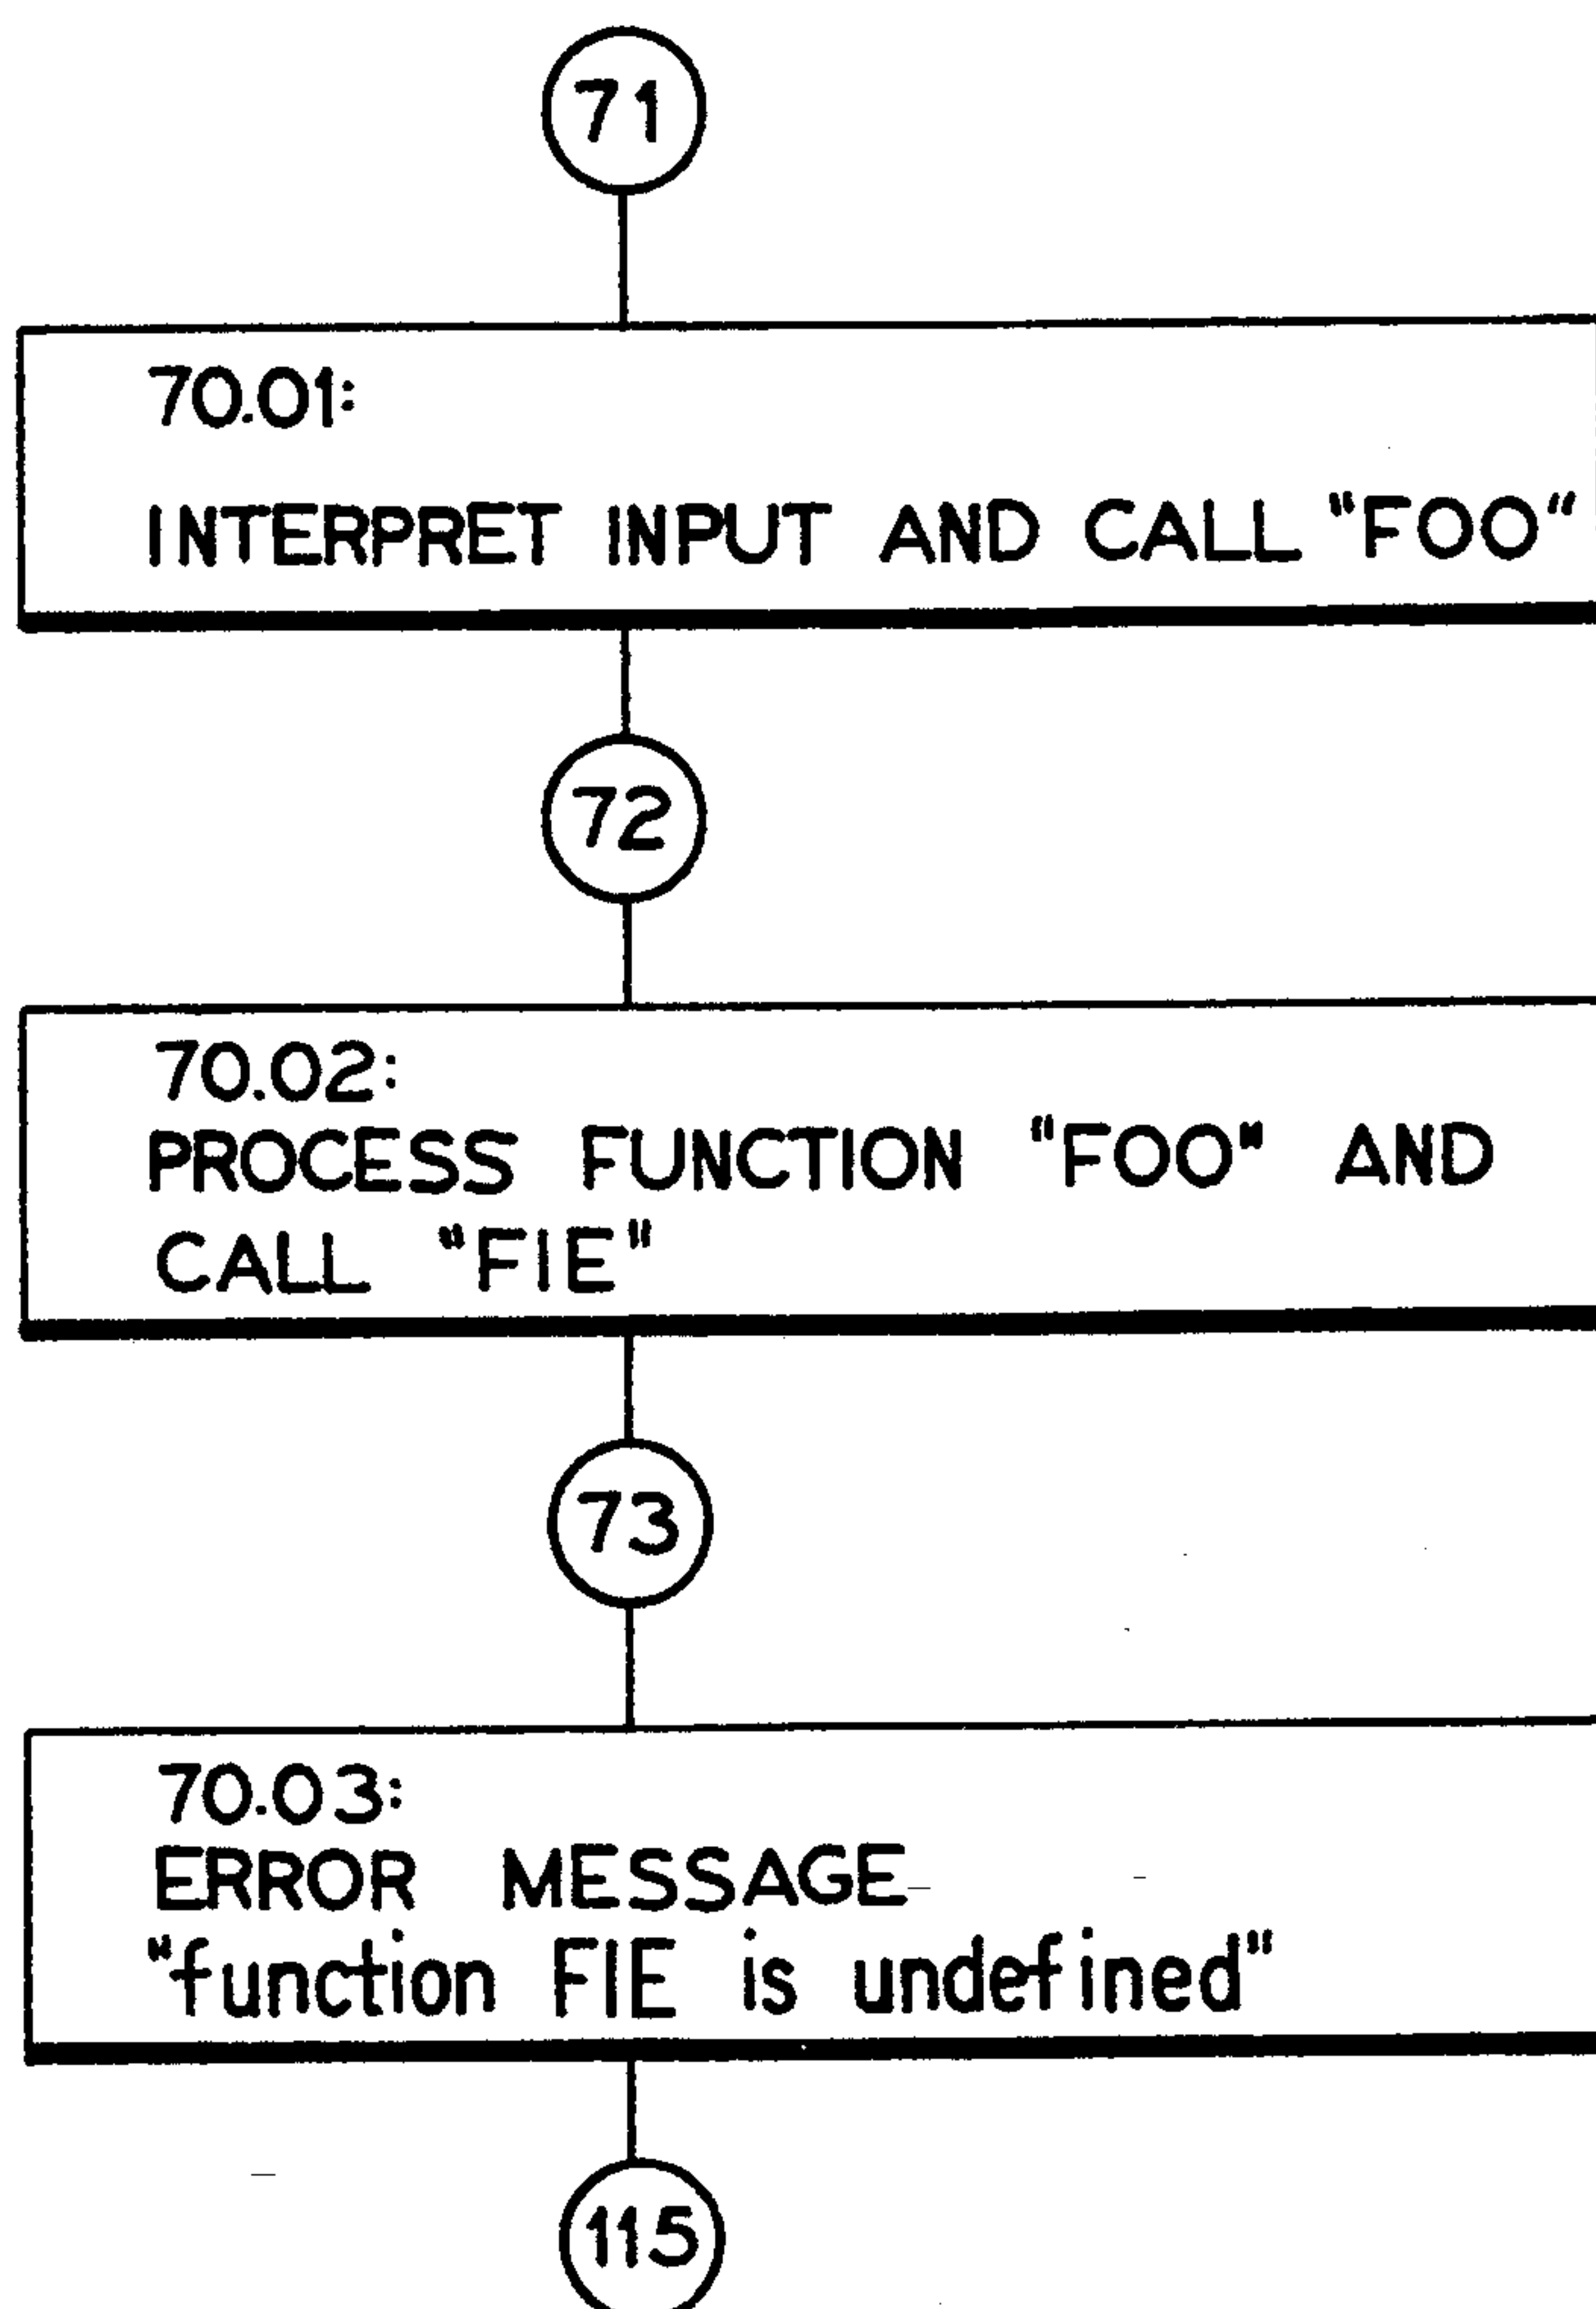 71
70.01:
INTERPRET INPUT AND CALL "FOO"
72
70.02:
PROCESS FUNCTION "FOO" AND
CALL "FIE"
73
70.03:
ERROR MESSAGE
"function FIE is undefined"
115